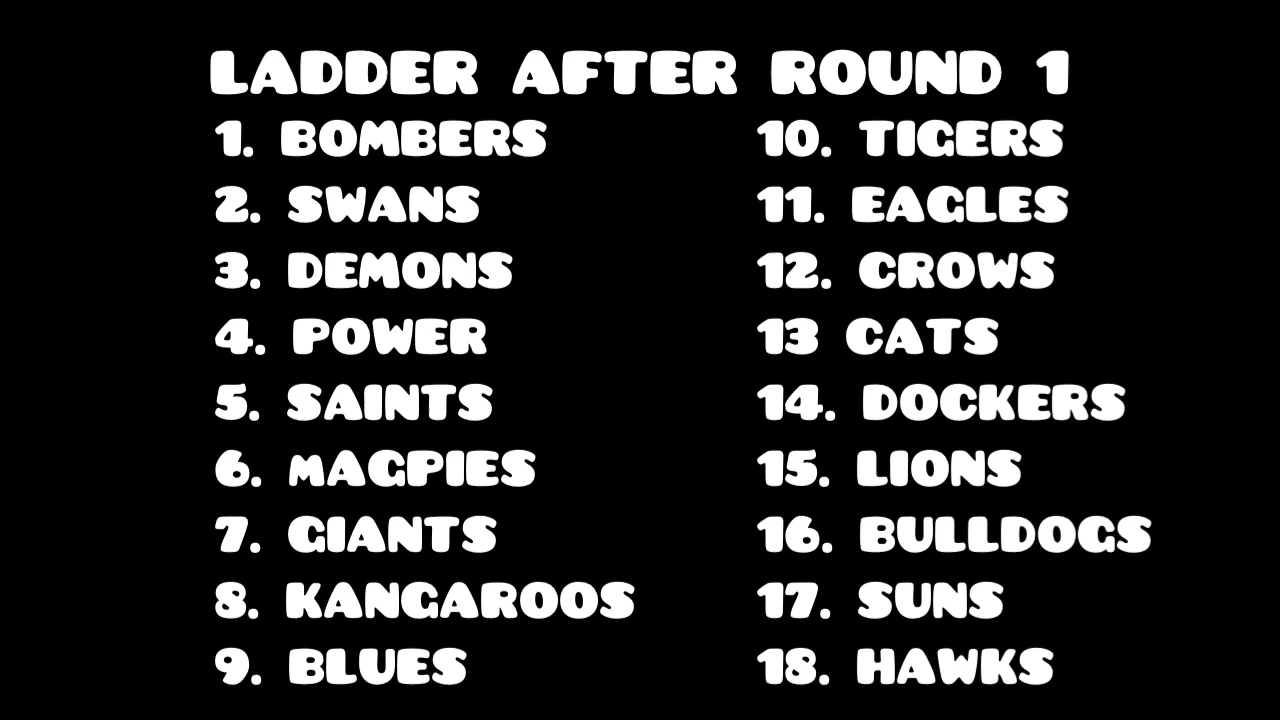 LADDER AFTER ROUND 1
1. BOMBERS
2. SWANS
3. DEMONS
4. POWER
5. SAINTS
6. MAGPIES
7. GIANTS
8. KANGAROOS
9. BLUES
10. TIGERS
11. EAGLES
12. CROWS
13 CATS
14. DOCKERS
15. LIONS
16. BULLDOGS
17. SUNS
18. HAWKS